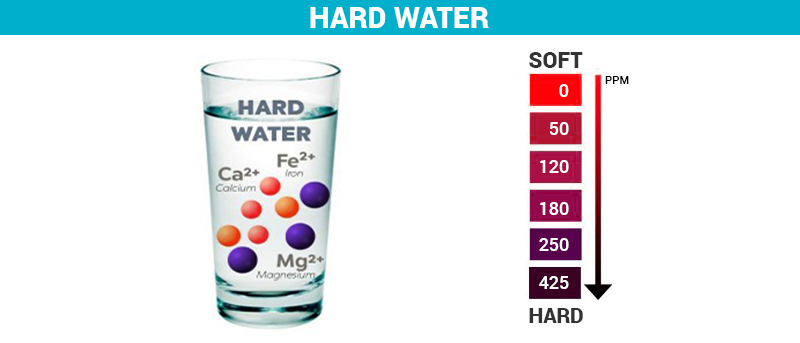 HARD WATER
HARD
WATER
Fe²⁺
Iron
Ca²⁺
Calcium
Mg²⁺
Magnesium
SOFT
PPM
0
50
120
180
250
425
HARD